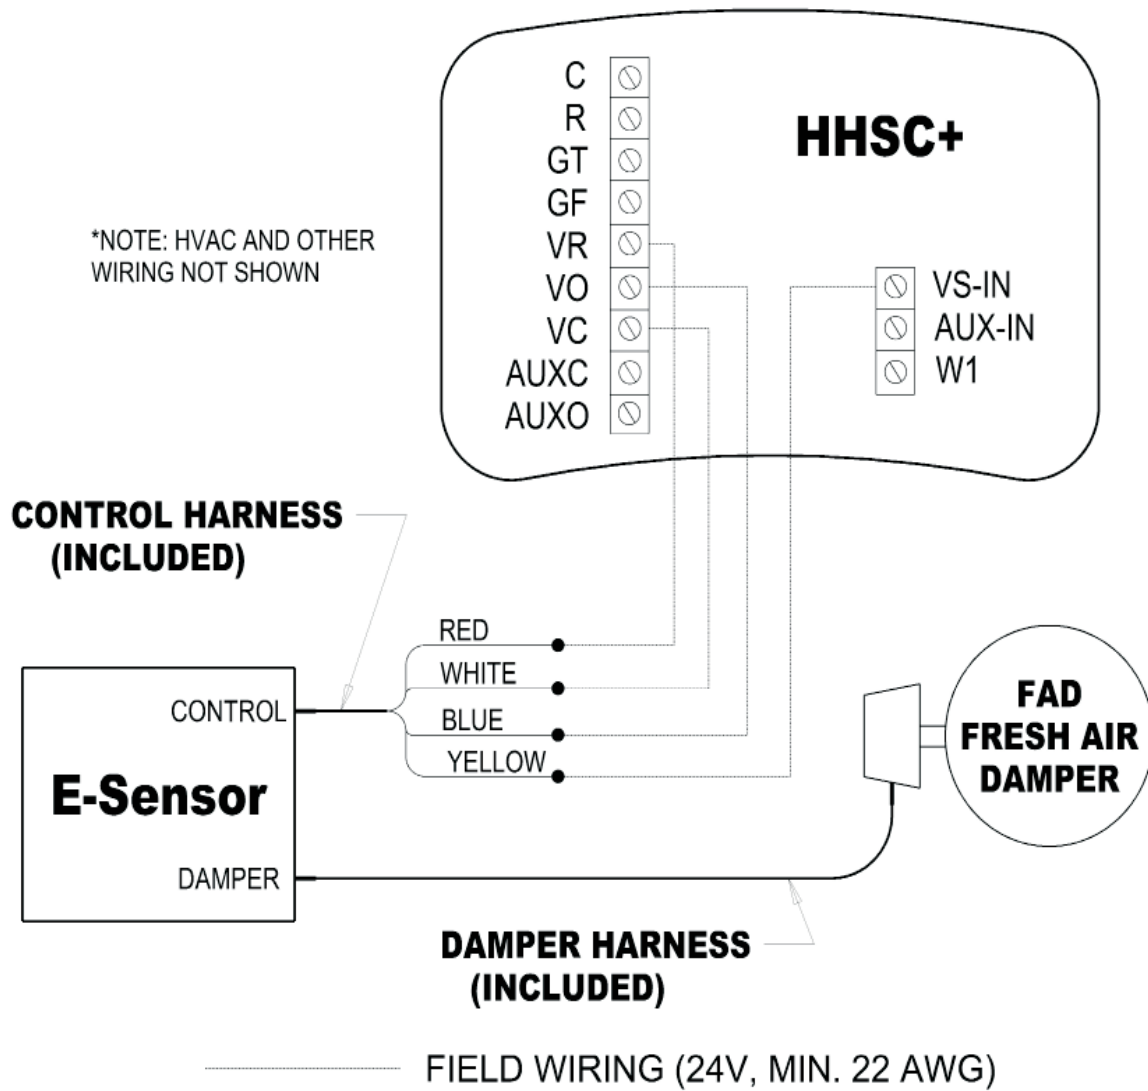 C
R
GT
GF
VR
VO
VC
AUXC
AUXO
HHSC+
VS-IN
AUX-IN
W1
*NOTE: HVAC AND OTHER
WIRING NOT SHOWN
CONTROL HARNESS
(INCLUDED)
RED
WHITE
BLUE
YELLOW
CONTROL
E-Sensor
DAMPER
FAD
FRESH AIR
DAMPER
DAMPER HARNESS
(INCLUDED)
FIELD WIRING (24V, MIN. 22 AWG)